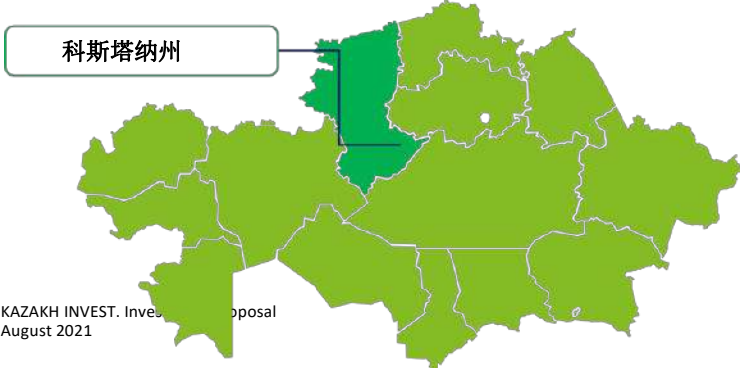 科斯塔纳州
KAZAKH INVEST. Inves oposal
August 2021